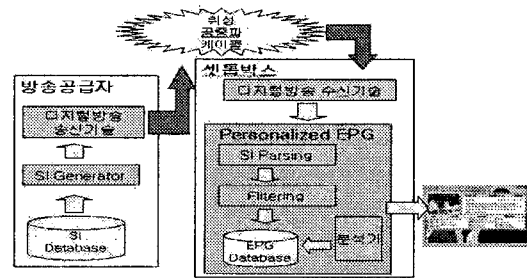 위성
공중파
케이블
방송공급자
디지털방송
송신기술
SI Generator
SI
Database
셋톱박스
디지털방송 수신기술
Personalized EPG
SI Parsing
Filtering
EPG
Database
분석기